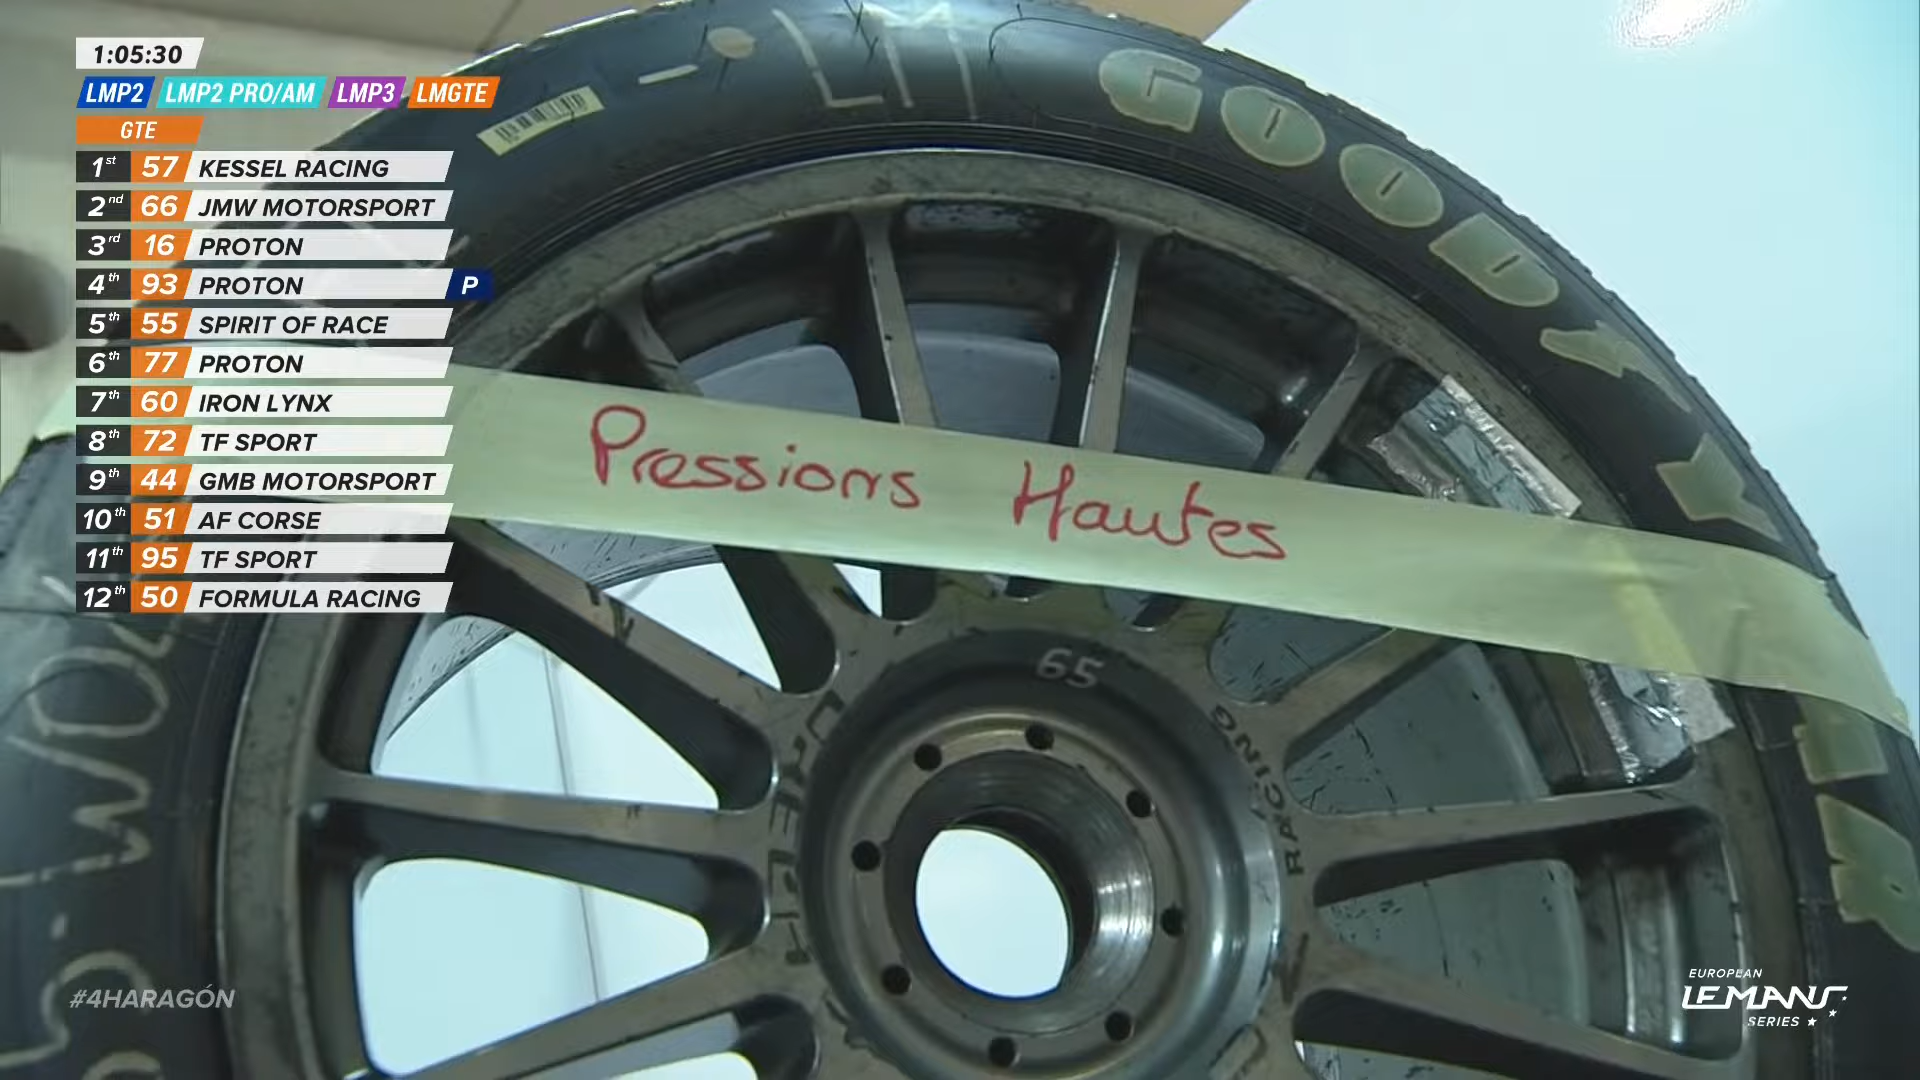 1:05:30
LMP2 LMP2 PRO/AM LMP3 LMGTE
GTE
1st 57 KESSEL RACING
2nd 66 JMW MOTORSPORT
3rd 16 PROTON
4th 93 PROTON P
5th 55 SPIRIT OF RACE
6th 77 PROTON
7th 60 IRON LYNX
8th 72 TF SPORT
9th 44 GMB MOTORSPORT
10th 51 AF CORSE
11th 95 TF SPORT
12th 50 FORMULA RACING
LM GOODY
Pressions Hautes
65
RACING
#4HARAGÓN
EUROPEAN
LE MANS
SERIES